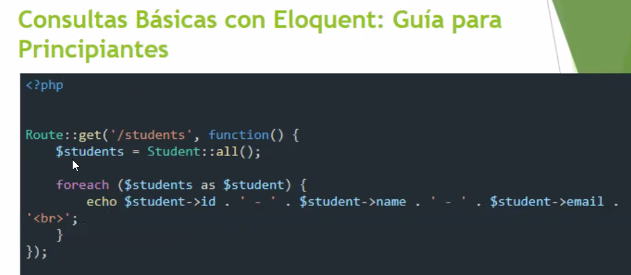 Consultas Básicas con Eloquent: Guía para
Principiantes
<?php
Route::get('/students', function() {
$students = Student::all();
foreach ($students as $student) {
echo $student->id . ' - ' . $student->name . ' - ' . $student->email .
'<br>';
}
});